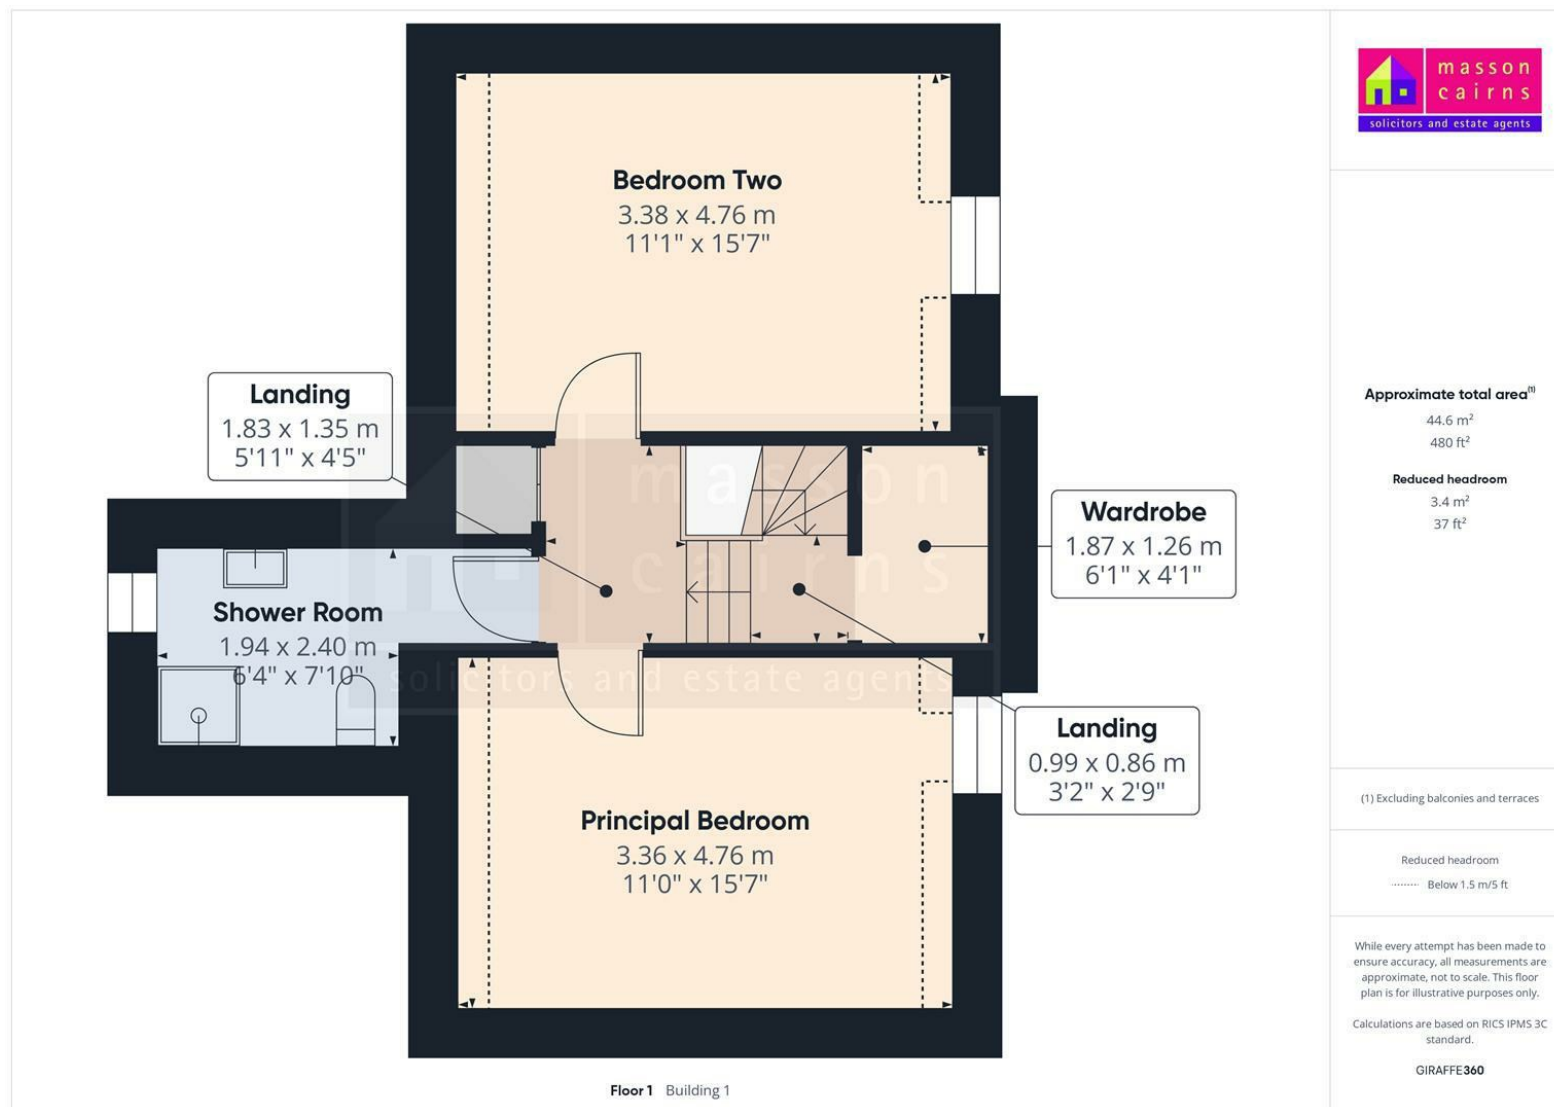 Bedroom Two
3.38 x 4.76 m
11'1" x 15'7"
Landing
1.83 x 1.35 m
5'11" x 4'5"
Wardrobe
1.87 x 1.26 m
6'1" x 4'1"
Shower Room
1.94 x 2.40 m
6'4" x 7'10"
Landing
0.99 x 0.86 m
3'2" x 2'9"
Principal Bedroom
3.36 x 4.76 m
11'0" x 15'7"
masson
cairns
solicitors and estate agents
Floor 1 Building 1
masson
cairns
solicitors and estate agents
Approximate total area(1)
44.6 m²
480 ft²
Reduced headroom
3.4 m²
37 ft²
(1) Excluding balconies and terraces
Reduced headroom
Below 1.5 m/5 ft
While every attempt has been made to
ensure accuracy, all measurements are
approximate, not to scale. This floor
plan is for illustrative purposes only.
Calculations are based on RICS IPMS 3C
standard.
GIRAFFE360